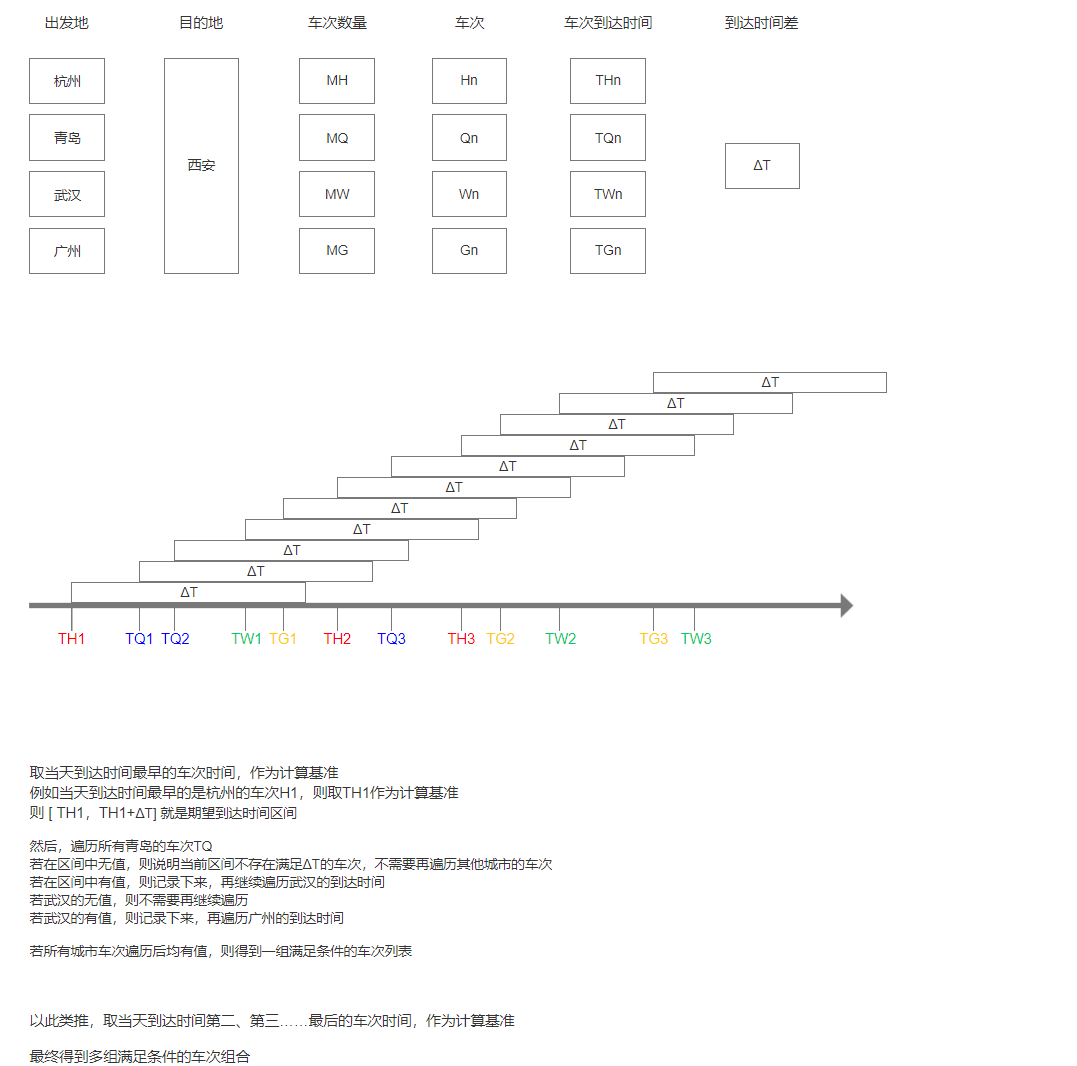 出发地 目的地 车次数量 车次 车次到达时间 到达时间差
杭州 MH Hn THn
青岛 MQ Qn TQn
西安 ΔT
武汉 MW Wn TWn
广州 MG Gn TGn
ΔT
ΔT
ΔT
ΔT
ΔT
ΔT
ΔT
ΔT
ΔT
ΔT
ΔT
TH1 TQ1 TQ2 TW1 TG1 TH2 TQ3 TH3 TG2 TW2 TG3 TW3
取当天到达时间最早的车次时间，作为计算基准
例如当天到达时间最早的是杭州的车次H1，则取TH1作为计算基准
则 [ TH1，TH1+ΔT] 就是期望到达时间区间
然后，遍历所有青岛的车次TQ
若在区间中无值，则说明当前区间不存在满足ΔT的车次，不需要再遍历其他城市的车次
若在区间中有值，则记录下来，再继续遍历武汉的到达时间
若武汉的无值，则不需要再继续遍历
若武汉的有值，则记录下来，再遍历广州的到达时间
若所有城市车次遍历后均有值，则得到一组满足条件的车次列表
以此类推，取当天到达时间第二、第三……最后的车次时间，作为计算基准
最终得到多组满足条件的车次组合